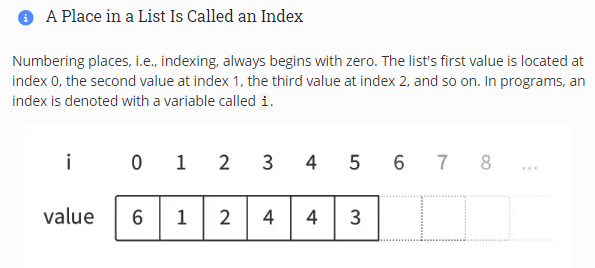 A Place in a List Is Called an Index
Numbering places, i.e., indexing, always begins with zero. The list's first value is located at
index 0, the second value at index 1, the third value at index 2, and so on. In programs, an
index is denoted with a variable called i.
i 0 1 2 3 4 5 6 7 8 ...
value 6 1 2 4 4 3